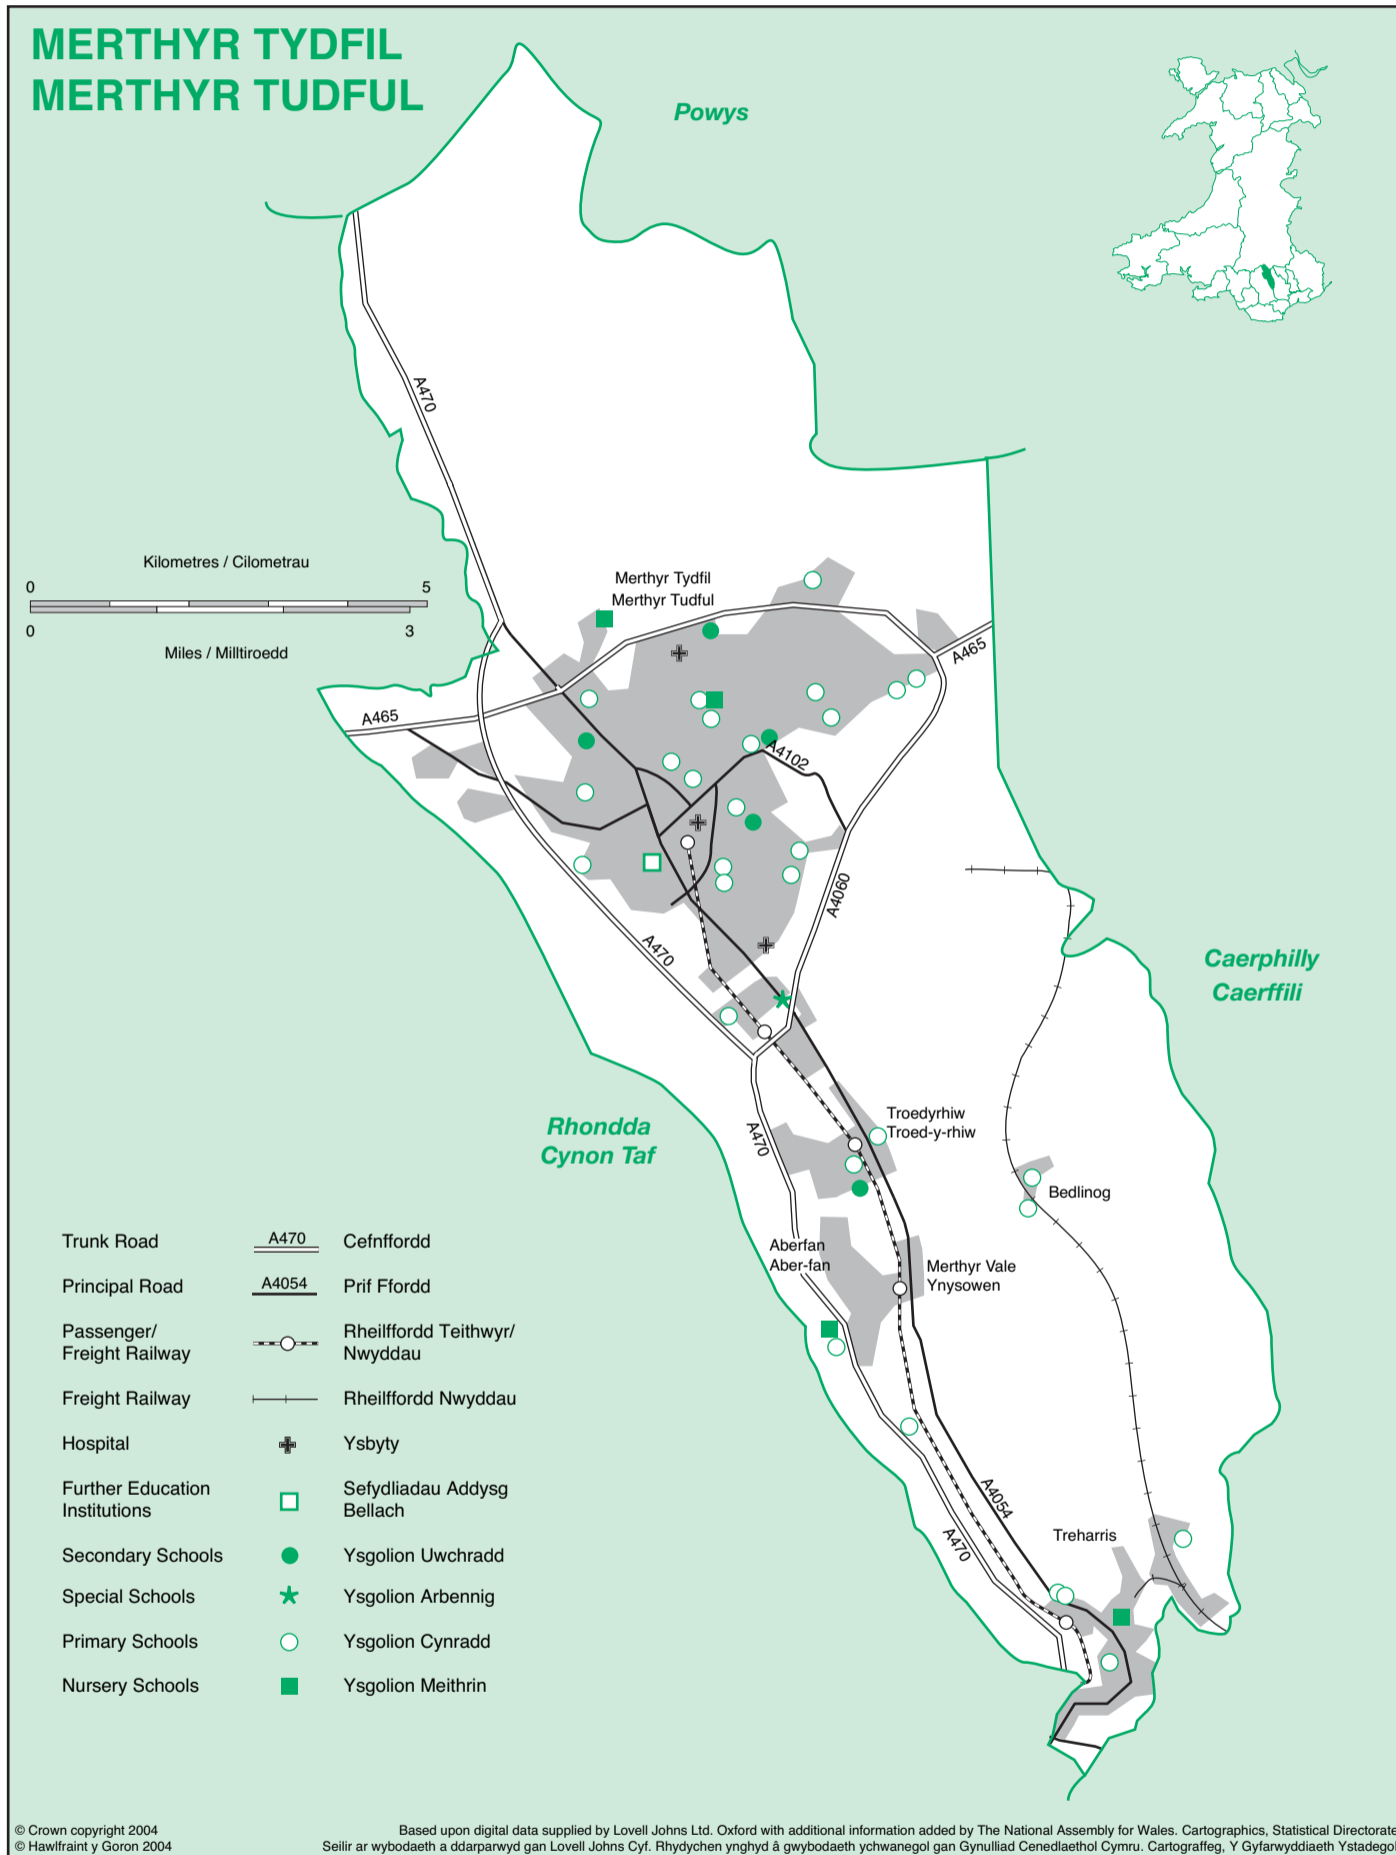 MERTHYR TYDFIL
MERTHYR TUDFUL
Powys
A470
Kilometres / Cilometrau
0 5
0 3
Miles / Milltiroedd
Merthyr Tydfil
Merthyr Tudful
A465
A465
A4102
A4060
A470
Caerphilly
Caerffili
Rhondda
Cynon Taf
A470
Troedyrhiw
Troed-y-rhiw
Bedlinog
Aberfan
Aber-fan
Merthyr Vale
Ynysowen
A4054
A470
Treharris
Trunk Road A470 Cefnffordd
Principal Road A4054 Prif Ffordd
Passenger/ Rheilffordd Teithwyr/
Freight Railway Nwyddau
Freight Railway Rheilffordd Nwyddau
Hospital Ysbyty
Further Education Sefydliadau Addysg
Institutions Bellach
Secondary Schools Ysgolion Uwchradd
Special Schools Ysgolion Arbennig
Primary Schools Ysgolion Cynradd
Nursery Schools Ysgolion Meithrin
© Crown copyright 2004 Based upon digital data supplied by Lovell Johns Ltd. Oxford with additional information added by The National Assembly for Wales. Cartographics, Statistical Directorate
© Hawlfraint y Goron 2004 Seilir ar wybodaeth a ddarparwyd gan Lovell Johns Cyf. Rhydychen ynghyd â gwybodaeth ychwanegol gan Gynulliad Cenedlaethol Cymru. Cartograffeg, Y Gyfarwyddiaeth Ystadegol